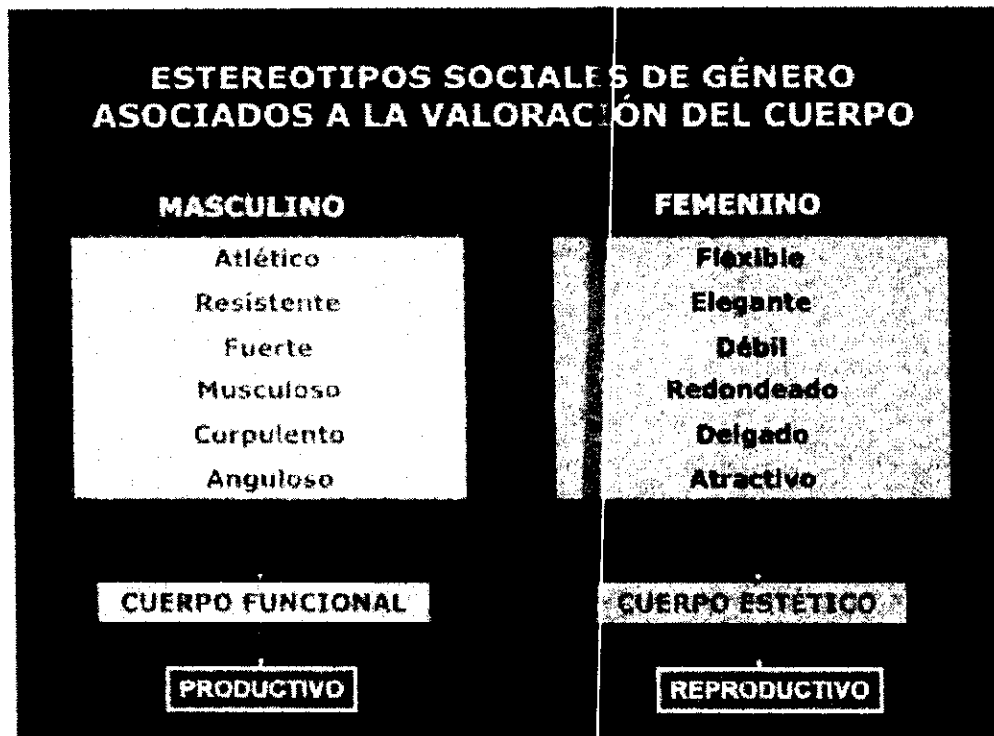 ESTEREOTIPOS SOCIALES DE GÉNERO
ASOCIADOS A LA VALORACIÓN DEL CUERPO
MASCULINO
Atlético
Resistente
Fuerte
Musculoso
Corpulento
Anguloso
CUERPO FUNCIONAL
PRODUCTIVO
FEMENINO
Flexible
Elegante
Débil
Redondeado
Delgado
Atractivo
CUERPO ESTÉTICO
REPRODUCTIVO